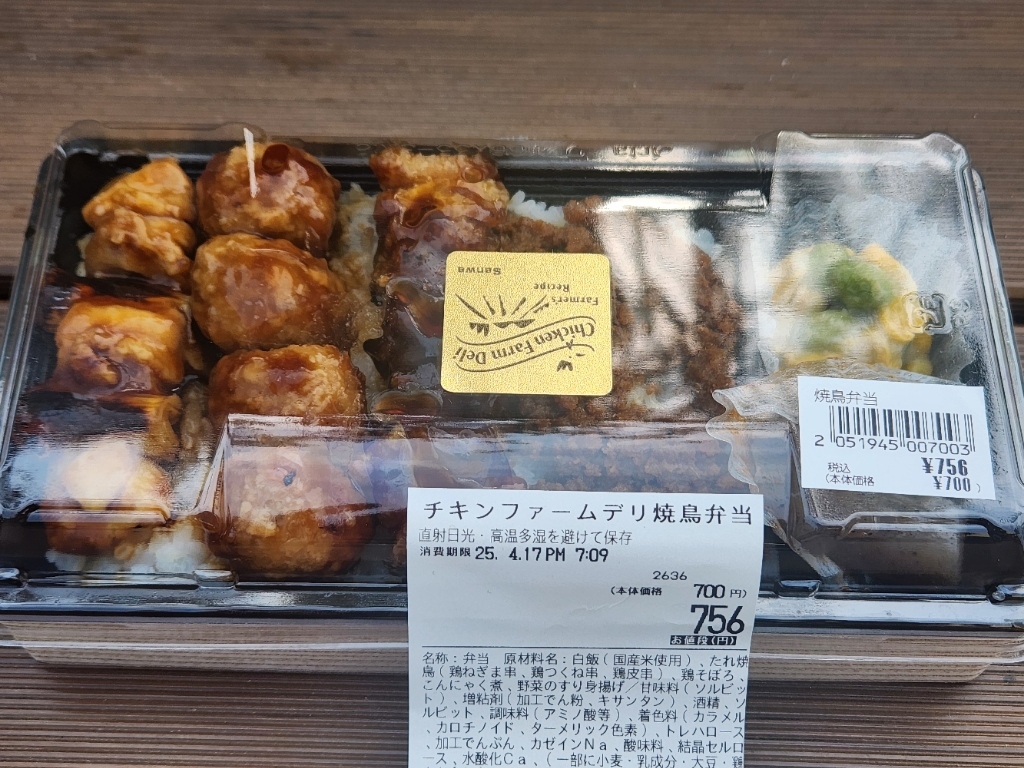 Chicken Farm Deli
Farmer's
Recipe
Sanwa
焼鳥弁当
2 051945 007003
税込 ¥756
(本体価格 ¥700 )
チキンファームデリ焼鳥弁当
直射日光・高温多湿を避けて保存
消費期限 25. 4.17 PM 7:09
2636
(本体価格 700 円)
756
お値段(円)
名称:弁当 原材料名:白飯(国産米使用)、たれ焼
鳥(鶏ねぎま串、鶏つくね串、鶏皮串)、鶏そぼろ、
こんにゃく煮、野菜のすり身揚げ/甘味料(ソルビッ
ト)、増粘剤(加工でん粉、キサンタン)、酒精、ソ
ルビット、調味料(アミノ酸等)、着色料(カラメル
、カロチノイド、ターメリック色素)、トレハロース
、加工でんぷん、カゼインNa、酸味料、結晶セルロ
ース、水酸化Ca、(一部に小麦・乳成分・大豆・鶏